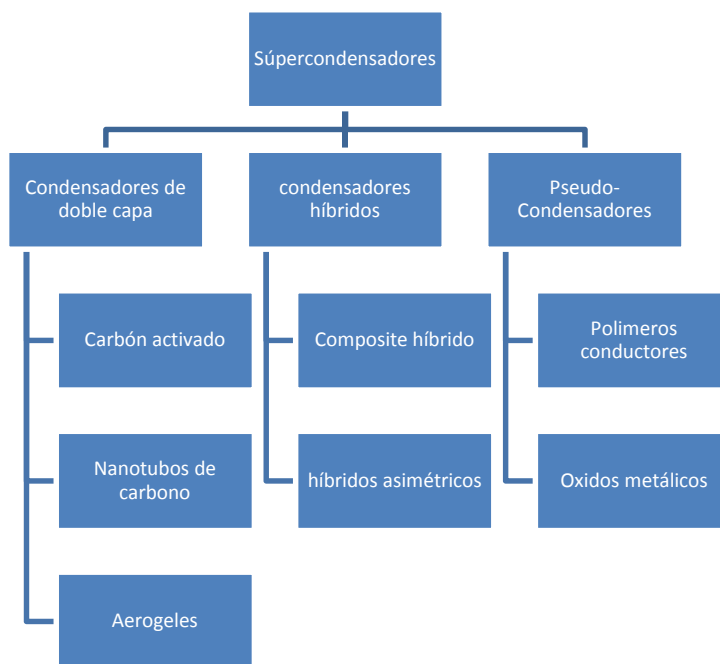 Súpercondensadores
Condensadores de
doble capa
condensadores
híbridos
Pseudo-
Condensadores
Carbón activado
Composite híbrido
Polimeros
conductores
Nanotubos de
carbono
híbridos asimétricos
Oxidos metálicos
Aerogeles